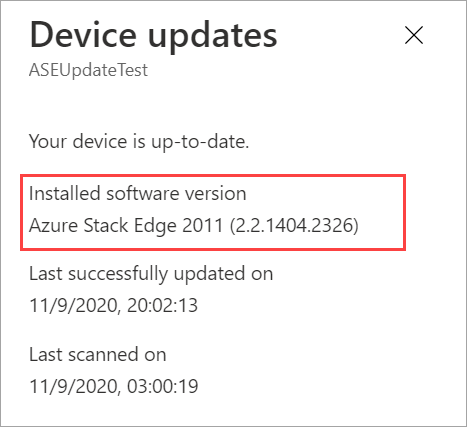 Device updates
ASEUpdateTest
Your device is up-to-date.
Installed software version
Azure Stack Edge 2011 (2.2.1404.2326)
Last successfully updated on
11/9/2020, 20:02:13
Last scanned on
11/9/2020, 03:00:19